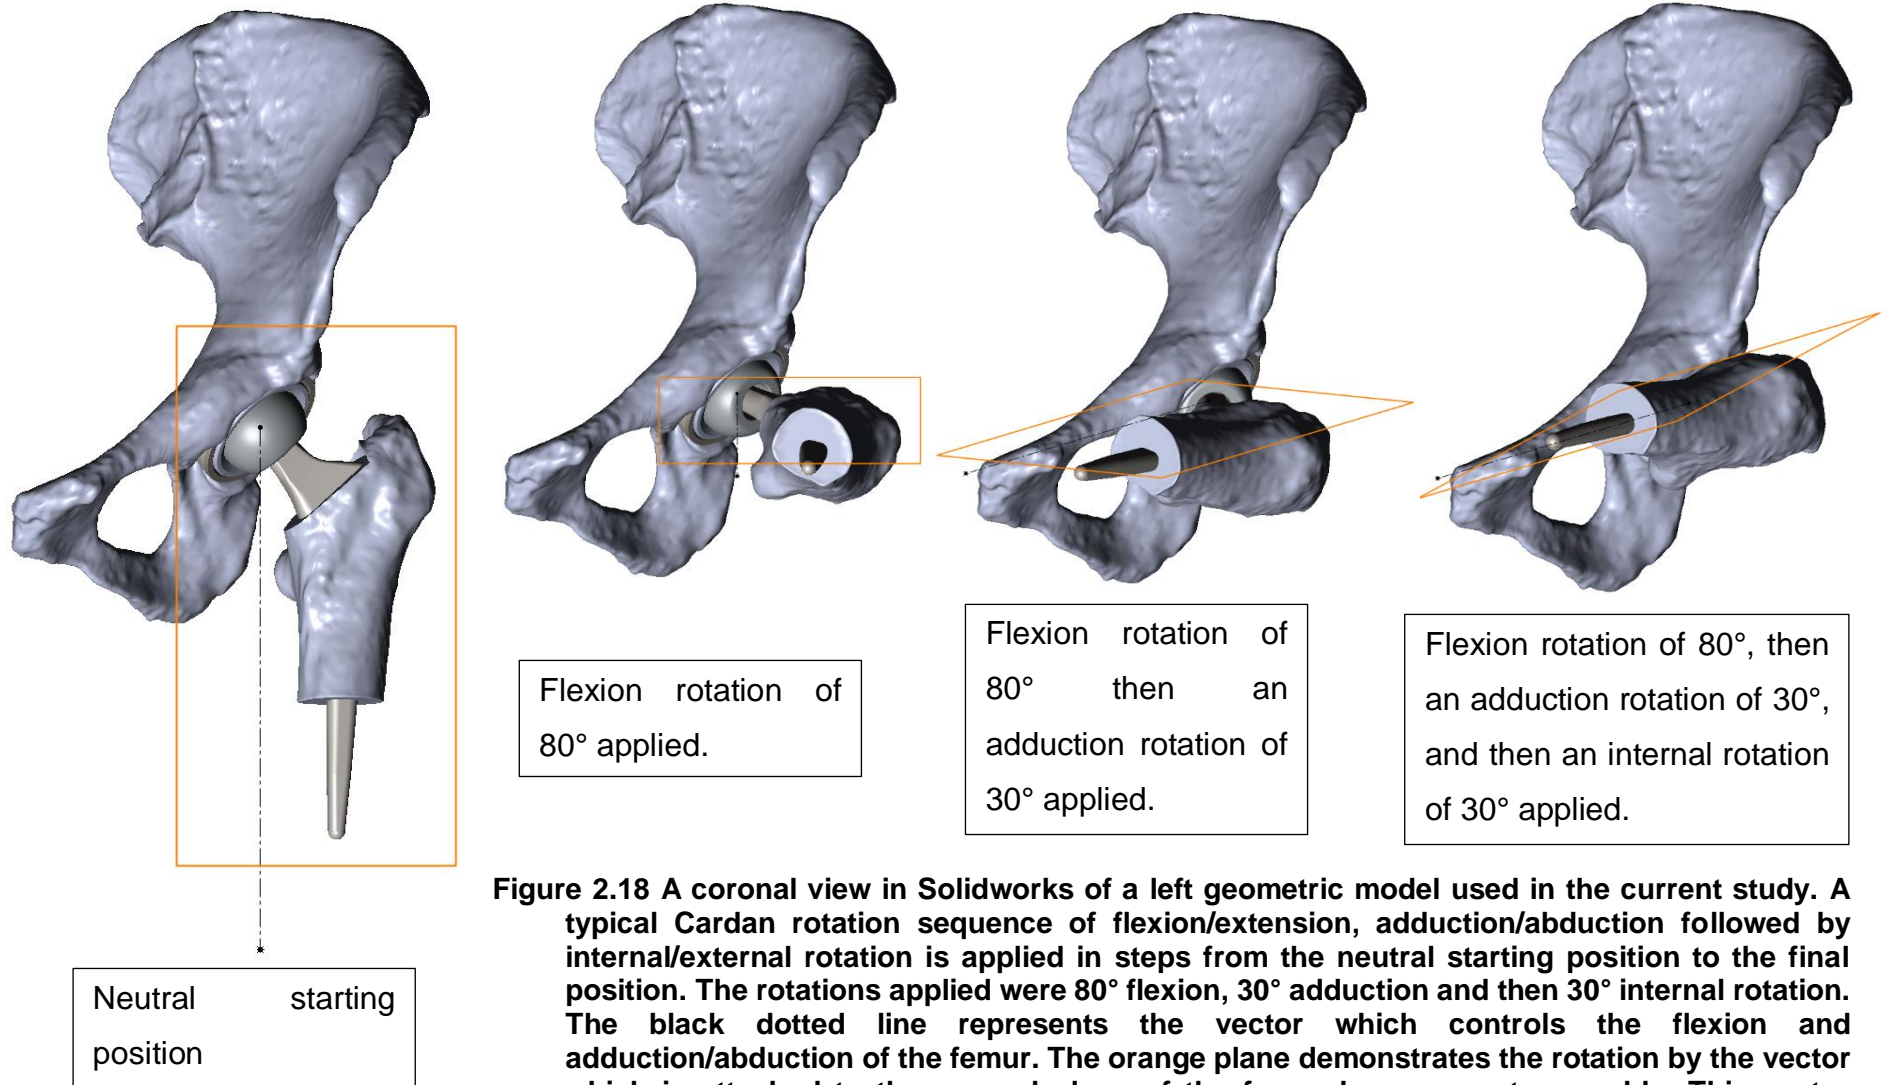 Flexion rotation of
80° applied.
Flexion rotation of
80° then an
adduction rotation of
30° applied.
Flexion rotation of 80°, then
an adduction rotation of 30°,
and then an internal rotation
of 30° applied.
Neutral starting
position
Figure 2.18 A coronal view in Solidworks of a left geometric model used in the current study. A
typical Cardan rotation sequence of flexion/extension, adduction/abduction followed by
internal/external rotation is applied in steps from the neutral starting position to the final
position. The rotations applied were 80° flexion, 30° adduction and then 30° internal rotation.
The black dotted line represents the vector which controls the flexion and
adduction/abduction of the femur. The orange plane demonstrates the rotation by the vector